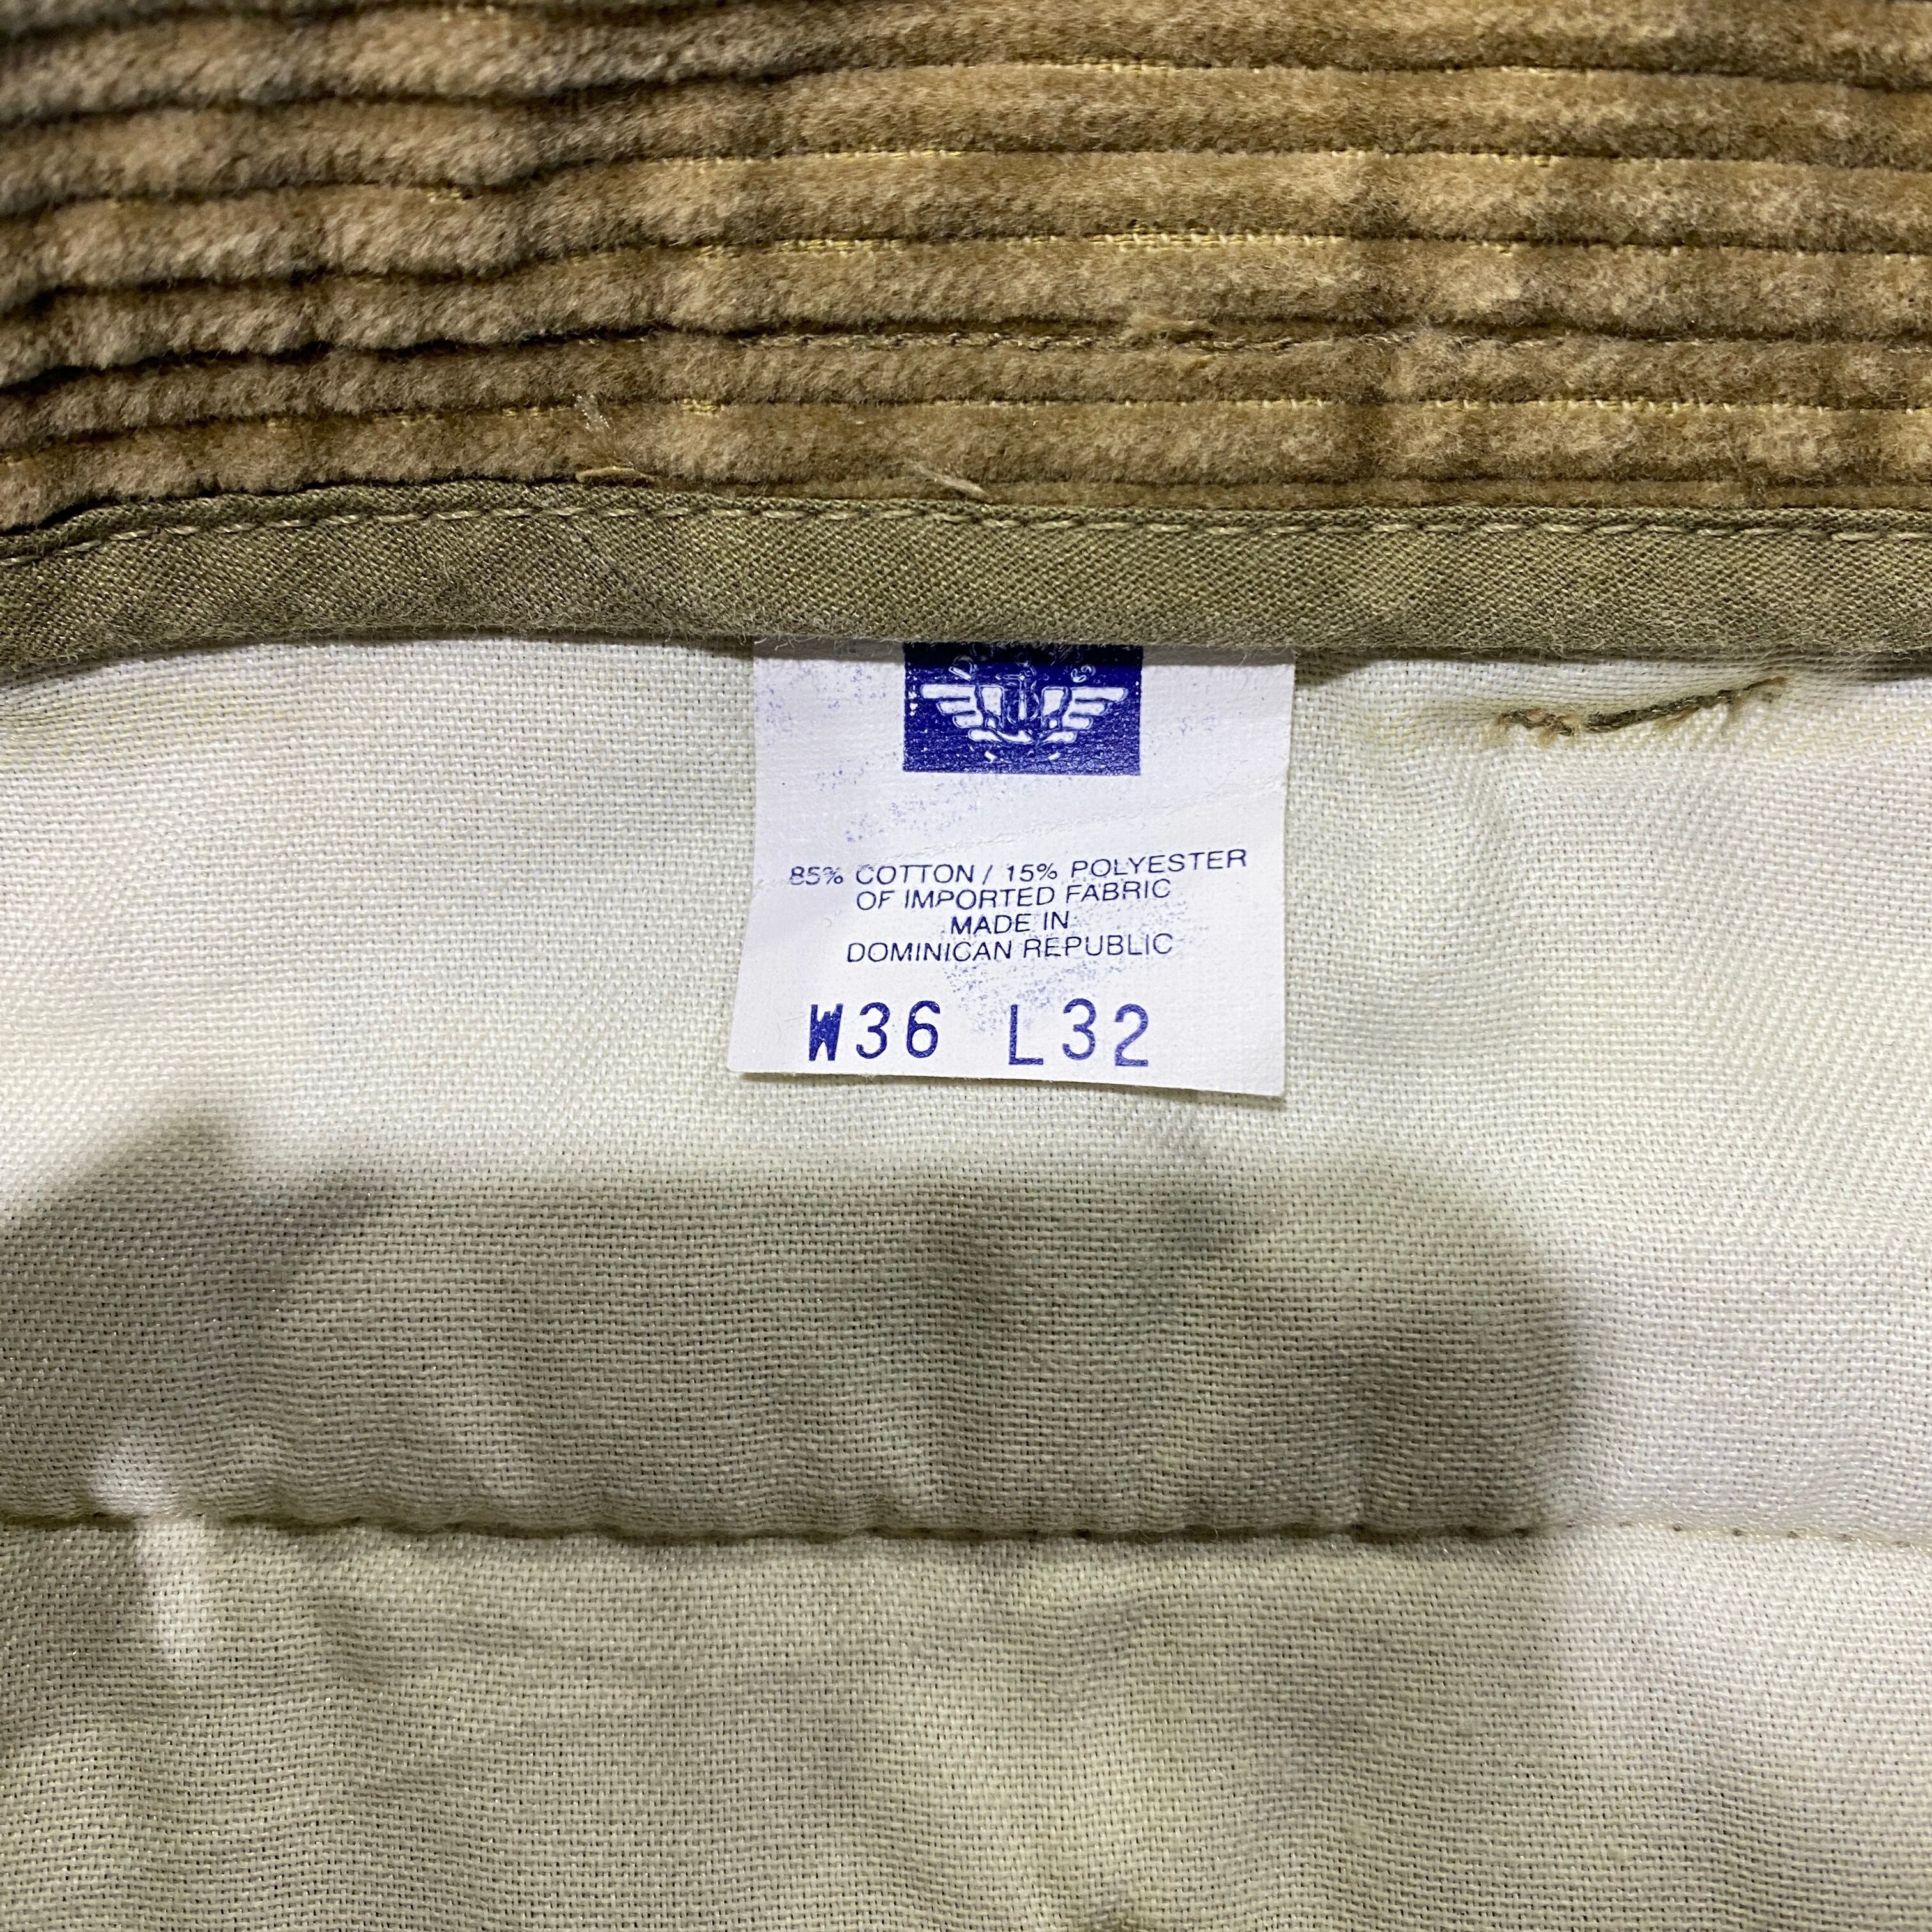 85% COTTON / 15% POLYESTER
OF IMPORTED FABRIC
MADE IN
DOMINICAN REPUBLIC
W36 L32